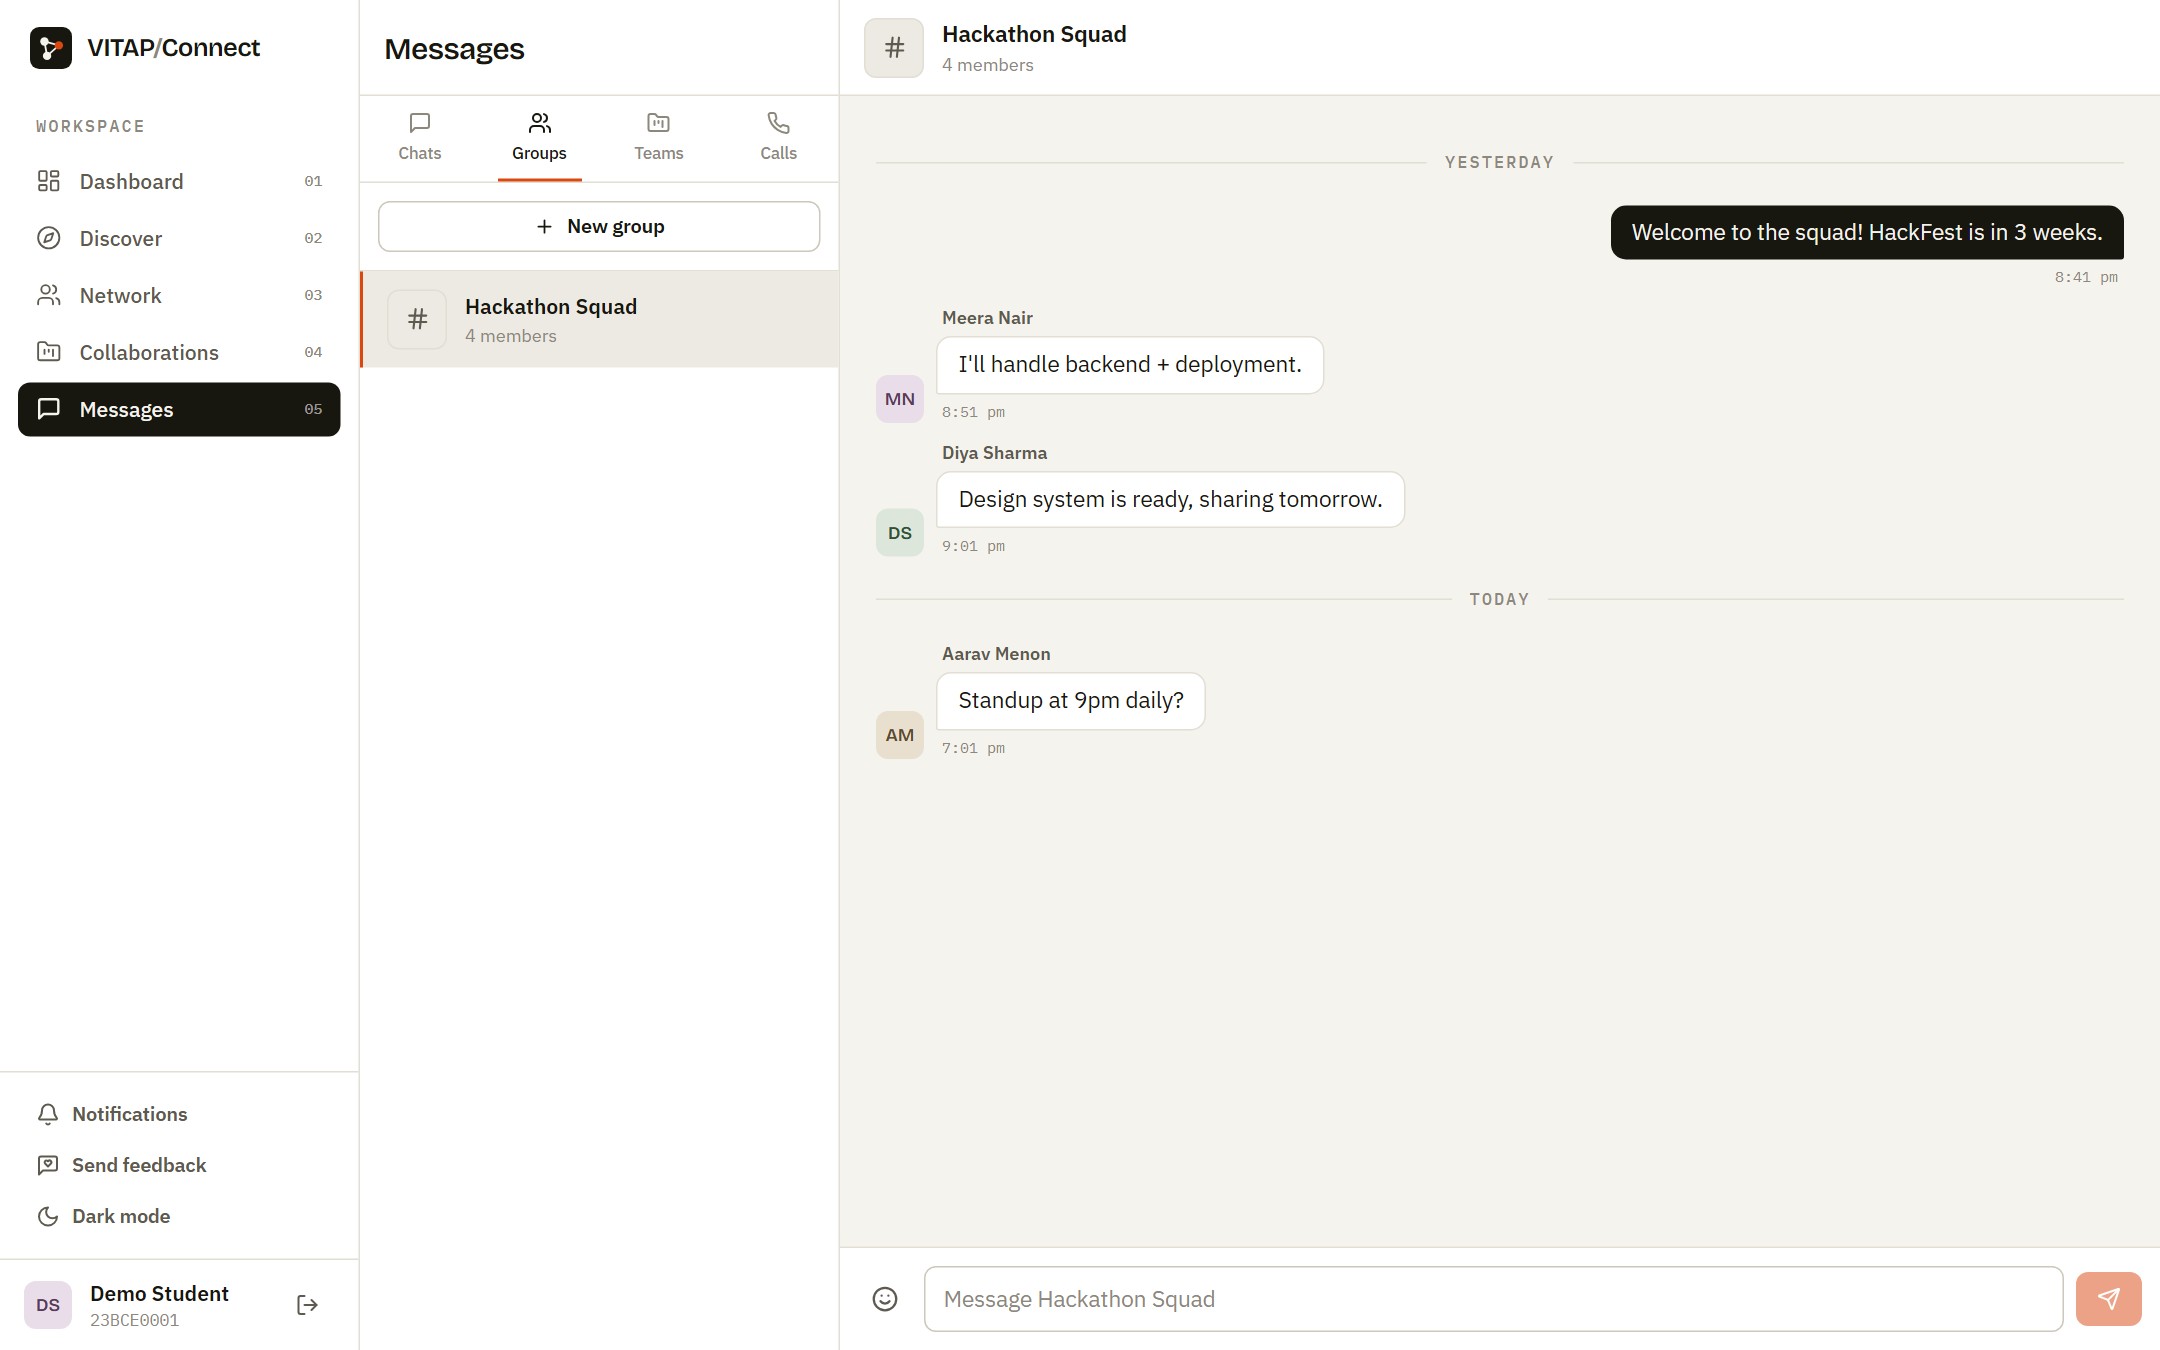 VITAP/Connect
WORKSPACE
Dashboard 01
Discover 02
Network 03
Collaborations 04
Messages 05
Notifications
Send feedback
Dark mode
DS
Demo Student
23BCE0001
Messages
Chats
Groups
Teams
Calls
New group
Hackathon Squad
4 members
Hackathon Squad
4 members
YESTERDAY
Welcome to the squad! HackFest is in 3 weeks.
8:41 pm
Meera Nair
I'll handle backend + deployment.
MN
8:51 pm
Diya Sharma
Design system is ready, sharing tomorrow.
DS
9:01 pm
TODAY
Aarav Menon
Standup at 9pm daily?
AM
7:01 pm
Message Hackathon Squad